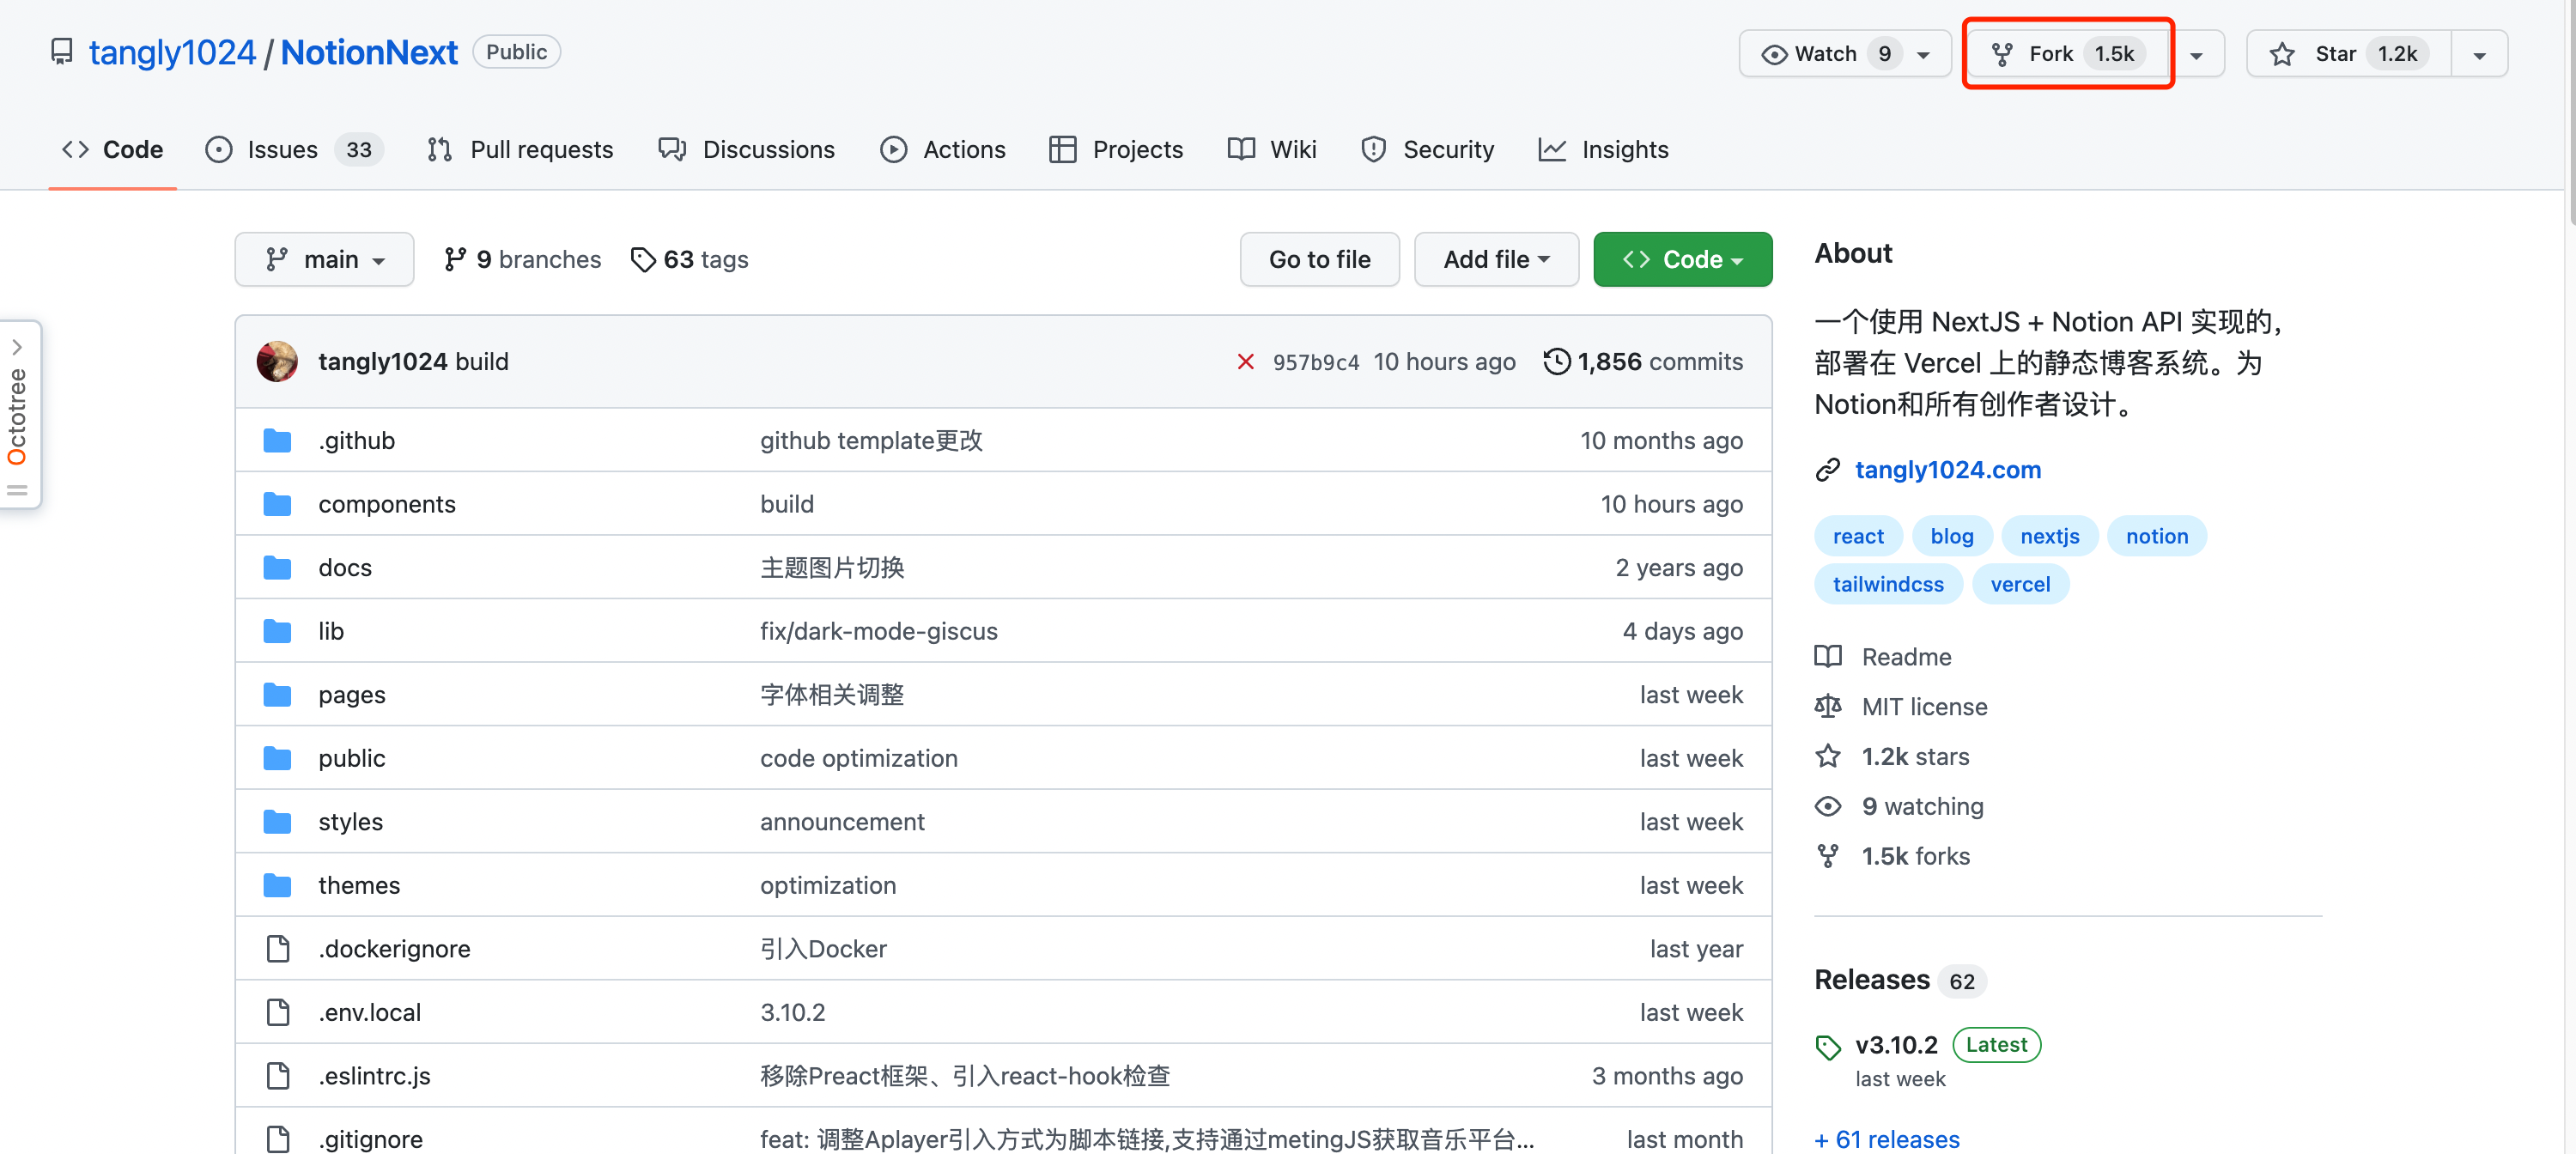 tangly1024 / NotionNext Public
Watch 9 Fork 1.5k Star 1.2k
Code Issues 33 Pull requests Discussions Actions Projects Wiki Security Insights
main 9 branches 63 tags Go to file Add file Code
tangly1024 build 957b9c4 10 hours ago 1,856 commits
.github github template更改 10 months ago
components build 10 hours ago
docs 主题图片切换 2 years ago
lib fix/dark-mode-giscus 4 days ago
pages 字体相关调整 last week
public code optimization last week
styles announcement last week
themes optimization last week
.dockerignore 引入Docker last year
.env.local 3.10.2 last week
.eslintrc.js 移除Preact框架、引入react-hook检查 3 months ago
.gitignore feat: 调整Aplayer引入方式为脚本链接,支持通过metingJS获取音乐平台... last month
Octotree
About
一个使用 NextJS + Notion API 实现的，
部署在 Vercel 上的静态博客系统。为
Notion和所有创作者设计。
tangly1024.com
react blog nextjs notion
tailwindcss vercel
Readme
MIT license
1.2k stars
9 watching
1.5k forks
Releases 62
v3.10.2 Latest
last week
+ 61 releases